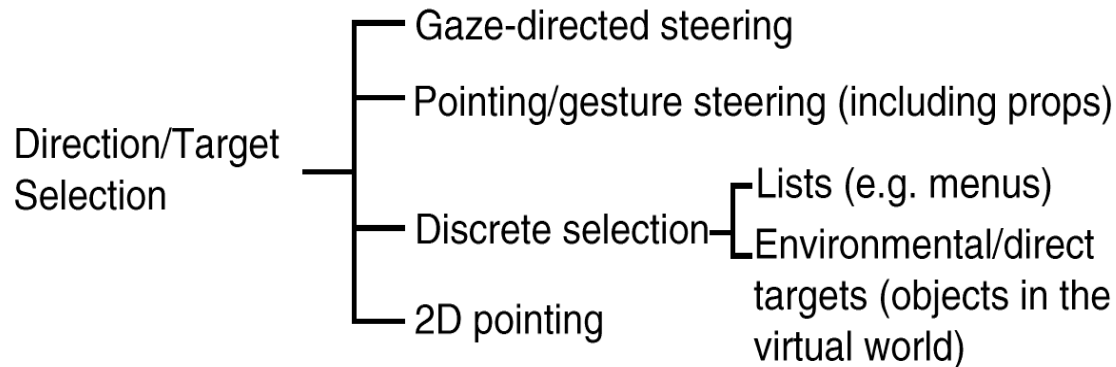 Gaze-directed steering
Pointing/gesture steering (including props)
Direction/Target
Selection
Discrete selection
Lists (e.g. menus)
Environmental/direct
targets (objects in the
virtual world)
2D pointing